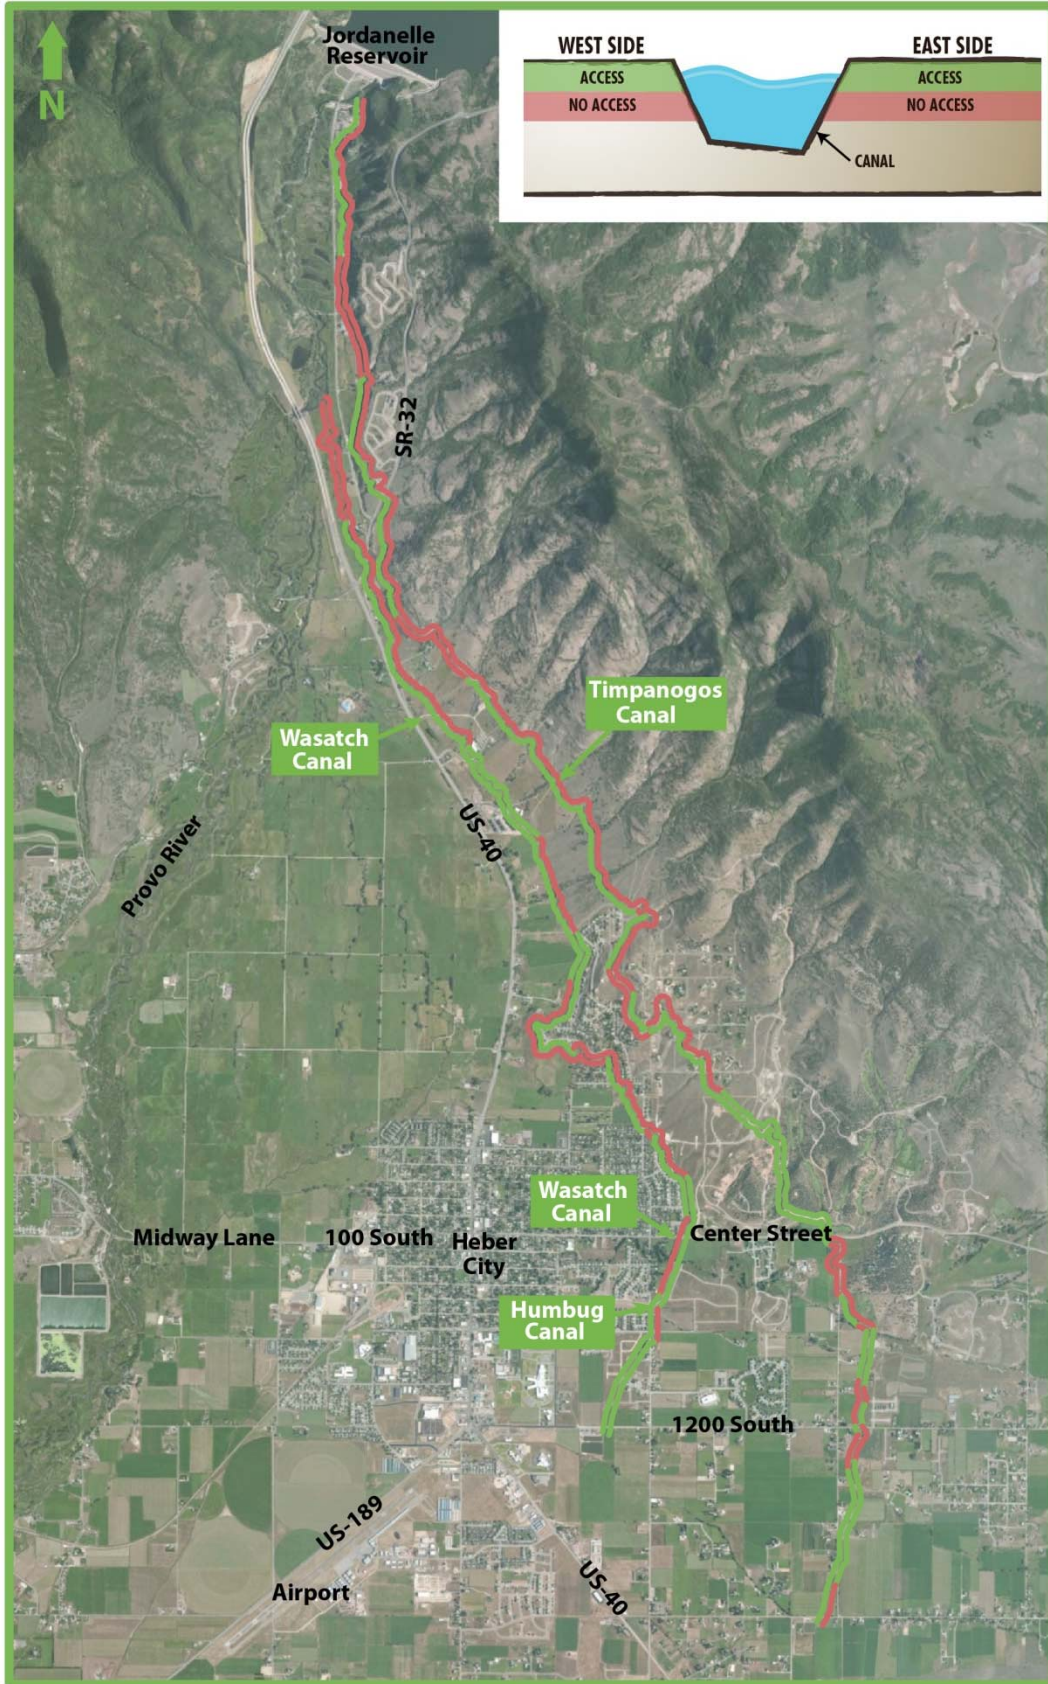 N
Jordanelle
Reservoir
WEST SIDE
EAST SIDE
ACCESS
ACCESS
NO ACCESS
NO ACCESS
CANAL
SR-32
Timpanogos
Canal
Wasatch
Canal
US-40
Provo River
Wasatch
Canal
Midway Lane
100 South
Heber
City
Center Street
Humbug
Canal
1200 South
US-189
Airport
US-40